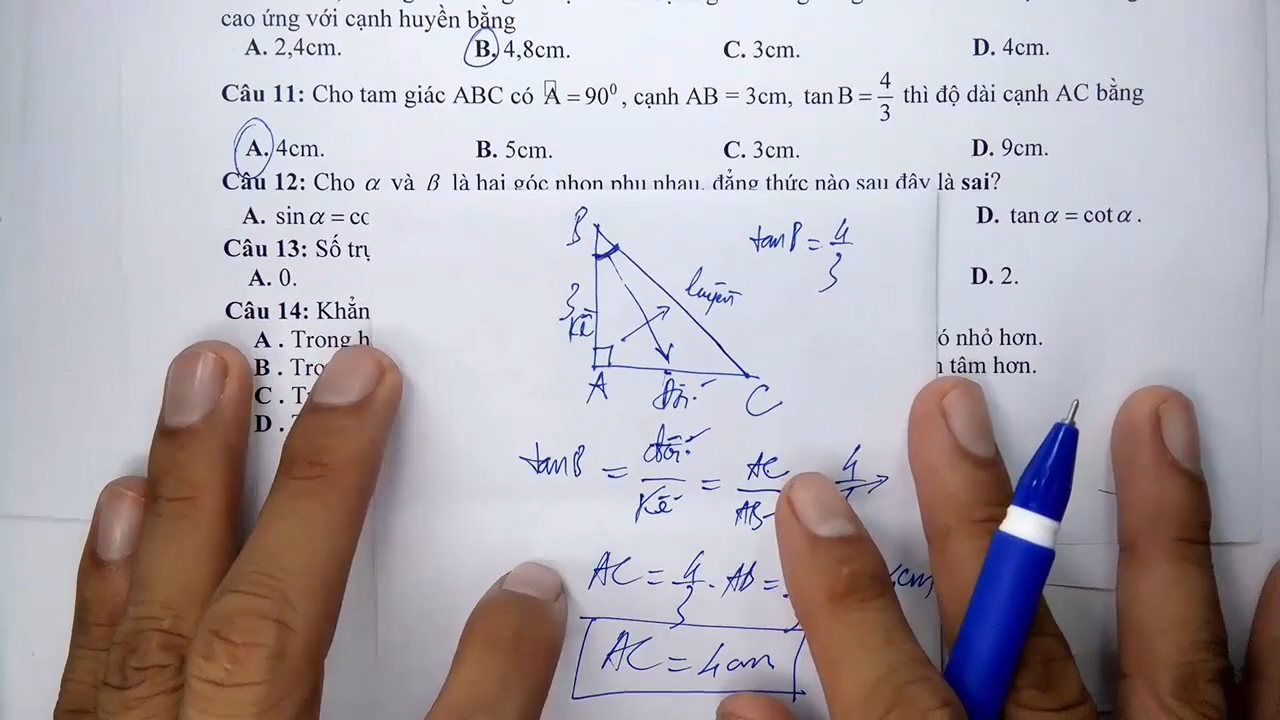 cao ứng với cạnh huyền bằng
A. 2,4cm. B. 4,8cm. C. 3cm. D. 4cm.
Câu 11: Cho tam giác ABC có A = 90⁰, cạnh AB = 3cm, tan B = 4/3 thì độ dài cạnh AC bằng
A. 4cm. B. 5cm. C. 3cm. D. 9cm.
Câu 12: Cho α và β là hai góc nhọn phụ nhau, đẳng thức nào sau đây là sai?
A. sin α = co D. tan α = cot α.
Câu 13: Số trụ
A. 0. D. 2.
Câu 14: Khẳn
A . Trong h ó nhỏ hơn.
B . Tro tâm hơn.
C . T
D .
B tanB = 4/3
huyền
3
Kề
A Đối C
tanB = đối/Kề = AC/AB 4
AC = 4/3 . AB = cm
AC = 4cm